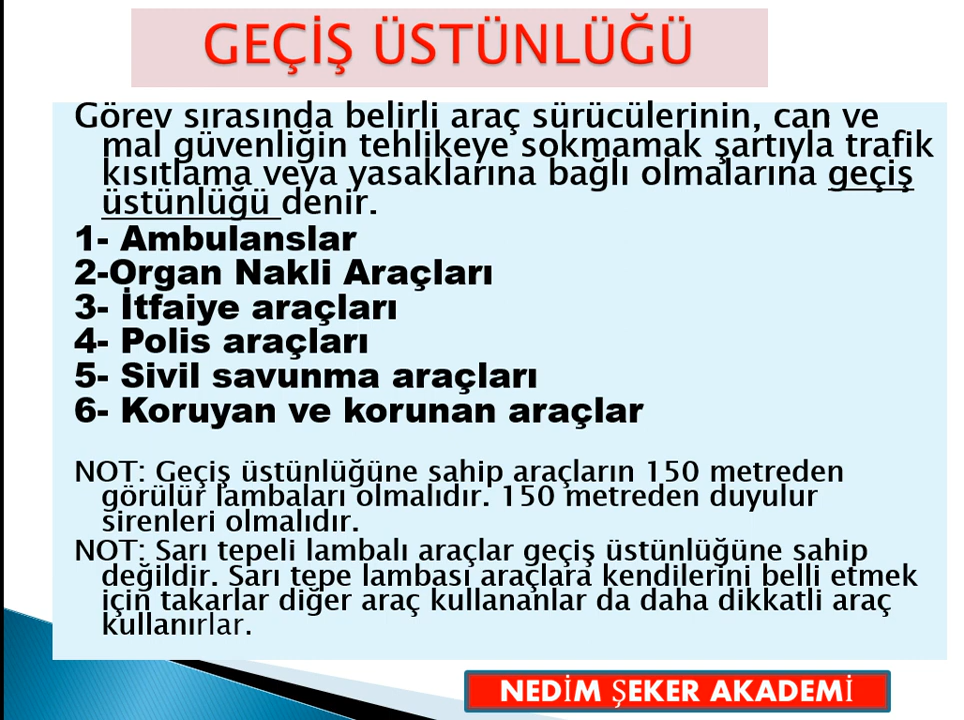 GEÇİŞ ÜSTÜNLÜĞÜ
Görev sırasında belirli araç sürücülerinin, can ve
mal güvenliğin tehlikeye sokmamak şartıyla trafik
kısıtlama veya yasaklarına bağlı olmalarına geçiş
üstünlüğü denir.
1- Ambulanslar
2-Organ Nakli Araçları
3- İtfaiye araçları
4- Polis araçları
5- Sivil savunma araçları
6- Koruyan ve korunan araçlar
NOT: Geçiş üstünlüğüne sahip araçların 150 metreden
görülür lambaları olmalıdır. 150 metreden duyulur
sirenleri olmalıdır.
NOT: Sarı tepeli lambalı araçlar geçiş üstünlüğüne sahip
değildir. Sarı tepe lambası araçlara kendilerini belli etmek
için takarlar diğer araç kullananlar da daha dikkatli araç
kullanırlar.
NEDİM ŞEKER AKADEMİ